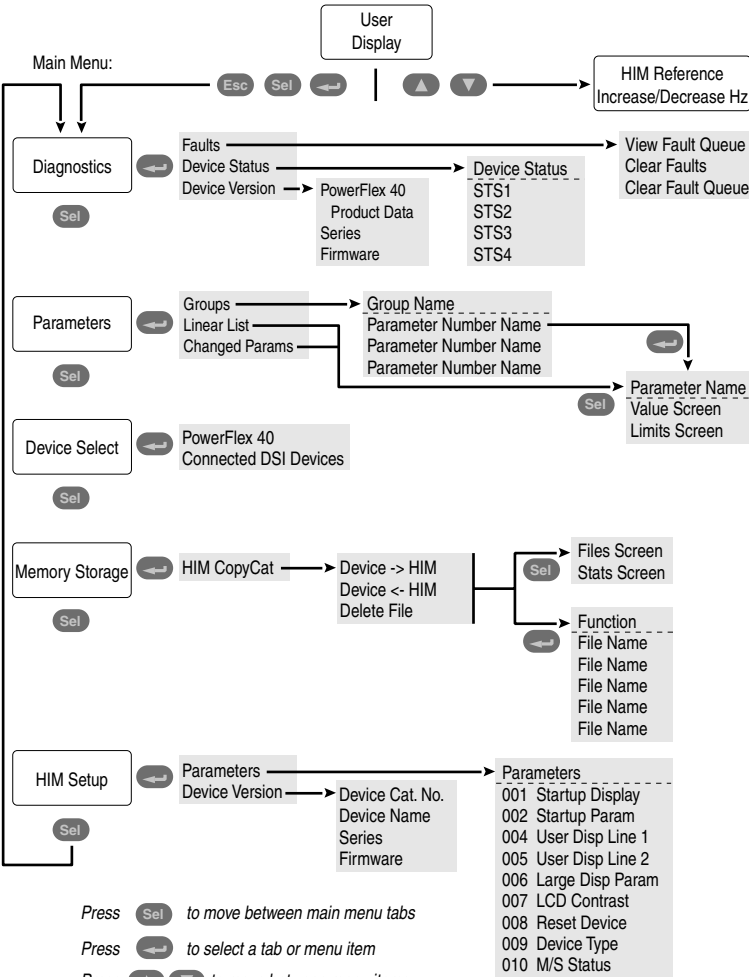 User
Display
Main Menu:
Esc Sel
HIM Reference
Increase/Decrease Hz
Diagnostics
Sel
Faults
Device Status
Device Version
PowerFlex 40
Product Data
Series
Firmware
Device Status
STS1
STS2
STS3
STS4
View Fault Queue
Clear Faults
Clear Fault Queue
Parameters
Sel
Groups
Linear List
Changed Params
Group Name
Parameter Number Name
Parameter Number Name
Parameter Number Name
Sel
Parameter Name
Value Screen
Limits Screen
Device Select
Sel
PowerFlex 40
Connected DSI Devices
Memory Storage
Sel
HIM CopyCat
Device -> HIM
Device <- HIM
Delete File
Sel
Files Screen
Stats Screen
Function
File Name
File Name
File Name
File Name
File Name
HIM Setup
Sel
Parameters
Device Version
Device Cat. No.
Device Name
Series
Firmware
Parameters
001 Startup Display
002 Startup Param
004 User Disp Line 1
005 User Disp Line 2
006 Large Disp Param
007 LCD Contrast
008 Reset Device
009 Device Type
010 M/S Status
Press Sel to move between main menu tabs
Press to select a tab or menu item